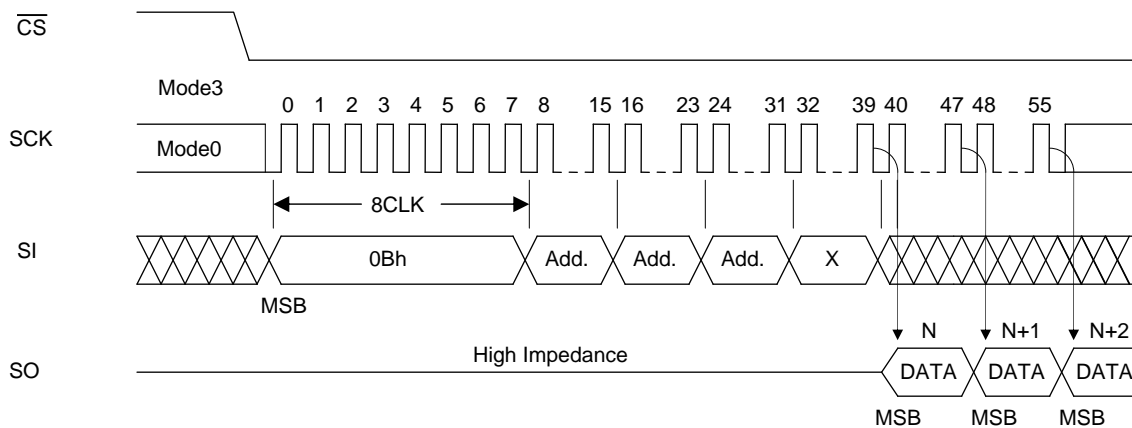 CS
Mode3
0 1 2 3 4 5 6 7 8 15 16 23 24 31 32 39 40 47 48 55
SCK
Mode0
8CLK
SI
0Bh Add. Add. Add. X
MSB
N N+1 N+2
High Impedance
SO
DATA DATA DATA
MSB MSB MSB